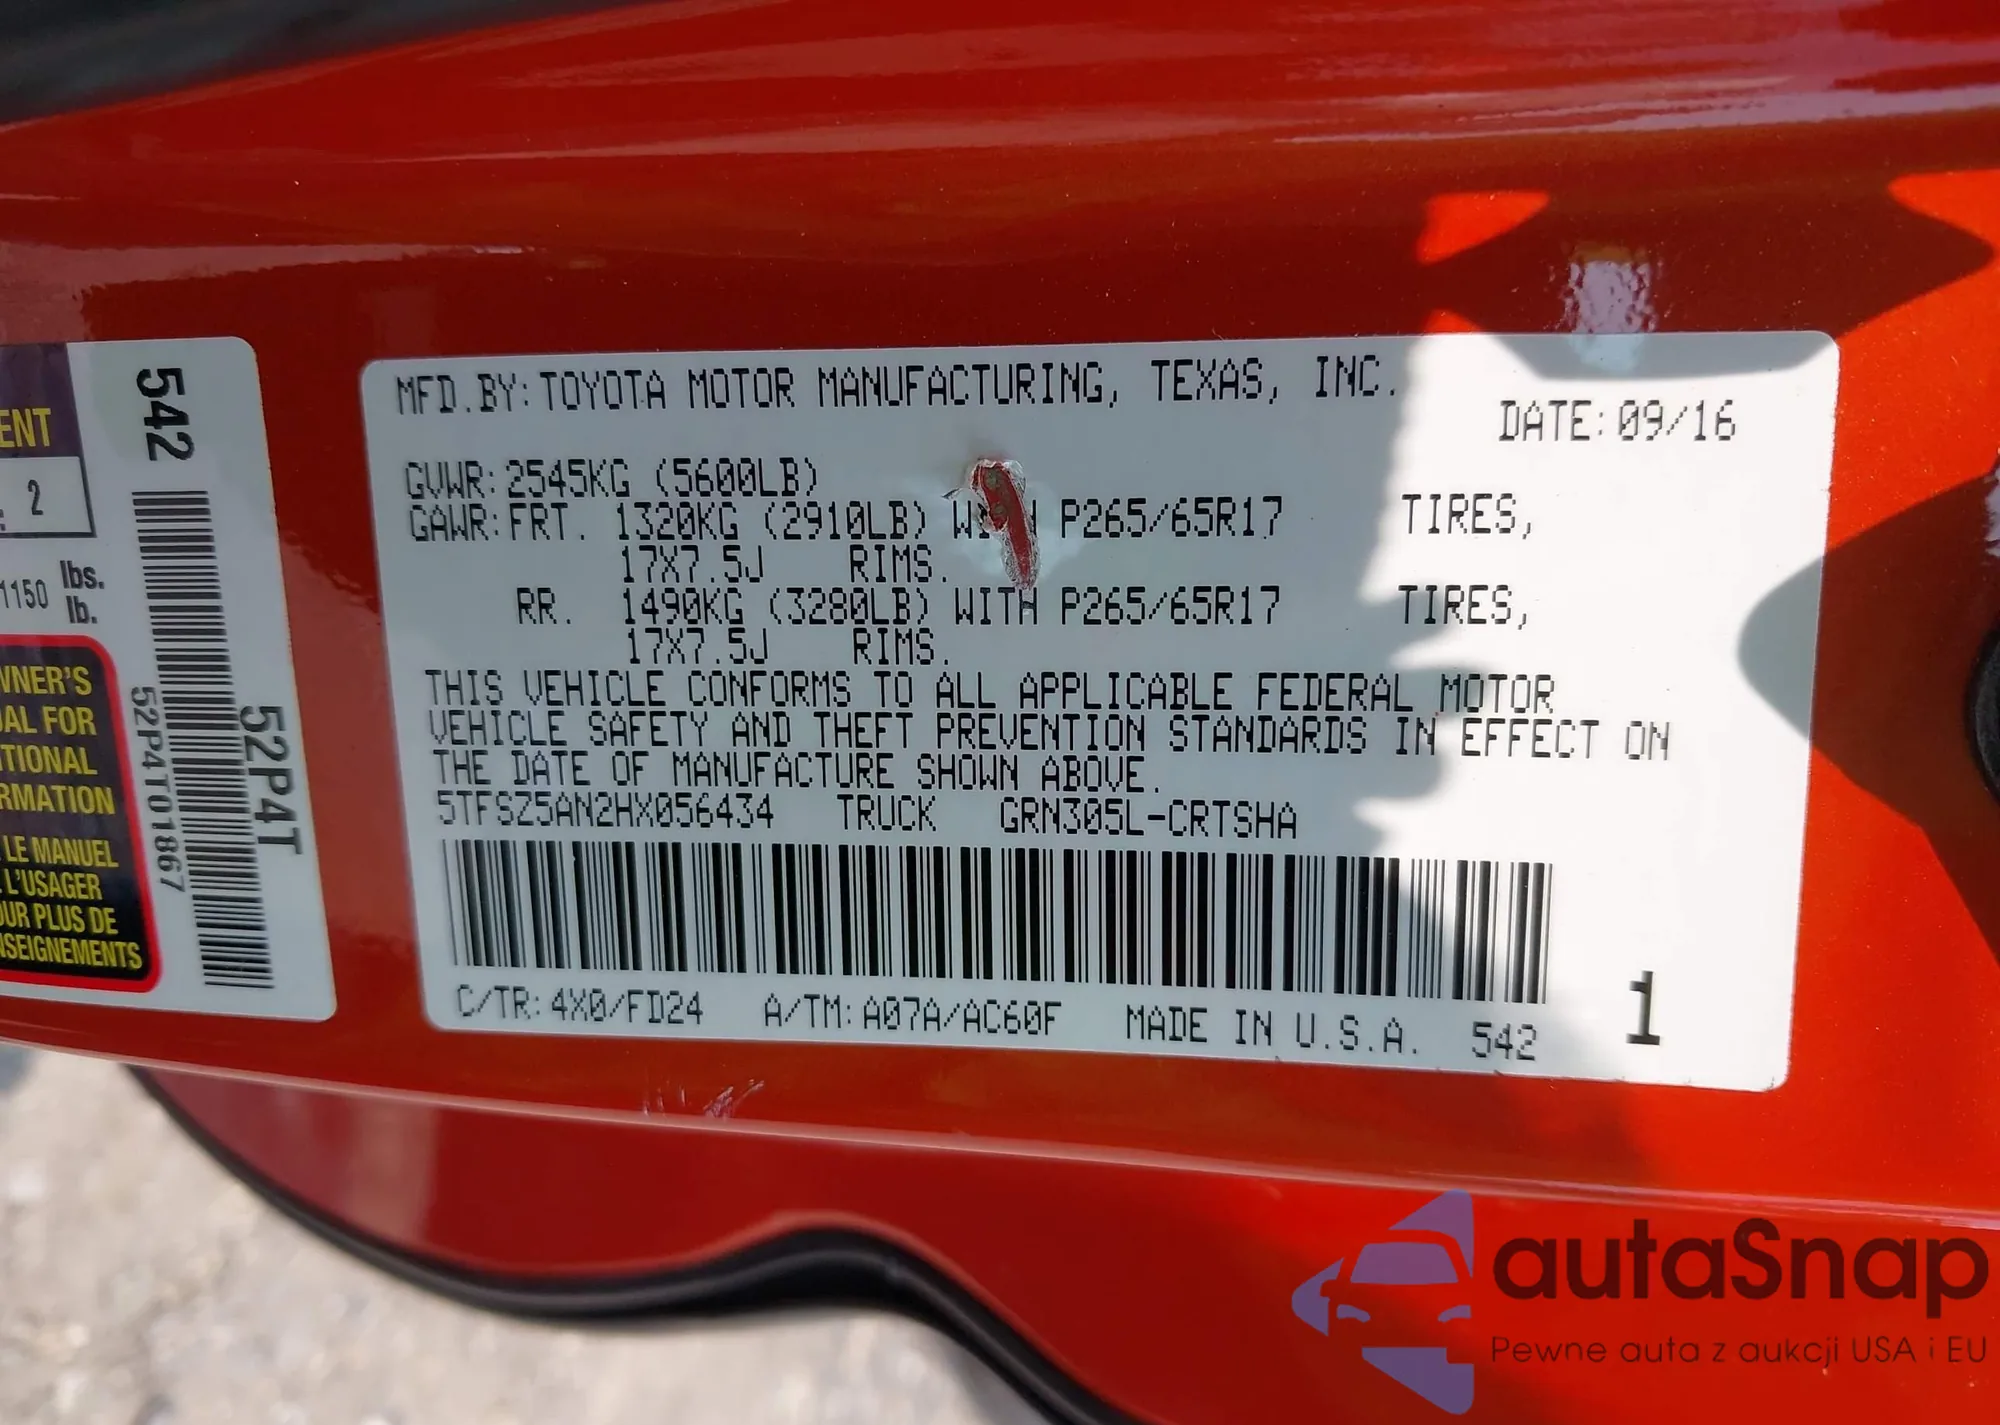 MFD.BY: TOYOTA MOTOR MANUFACTURING, TEXAS, INC.
DATE: 09/16
GVWR: 2545KG (5600LB)
GAWR: FRT. 1320KG (2910LB) P265/65R17 TIRES,
17X7.5J RIMS.
RR. 1490KG (3280LB) WITH P265/65R17 TIRES,
17X7.5J RIMS.
THIS VEHICLE CONFORMS TO ALL APPLICABLE FEDERAL MOTOR
VEHICLE SAFETY AND THEFT PREVENTION STANDARDS IN EFFECT ON
THE DATE OF MANUFACTURE SHOWN ABOVE.
5TFSZ5AN2HX056434 TRUCK GRN305L-CRTSHA
C/TR: 4X0/FD24 A/TM: A07A/AC60F MADE IN U.S.A. 542
1
542
52P4T
52P4T01867
ENT
: 2
1150 lbs.
lb.
WNER'S
UAL FOR
TIONAL
RMATION
LE MANUEL
L'USAGER
OUR PLUS DE
NSEIGNEMENTS
autaSnap
Pewne auta z aukcji USA i EU